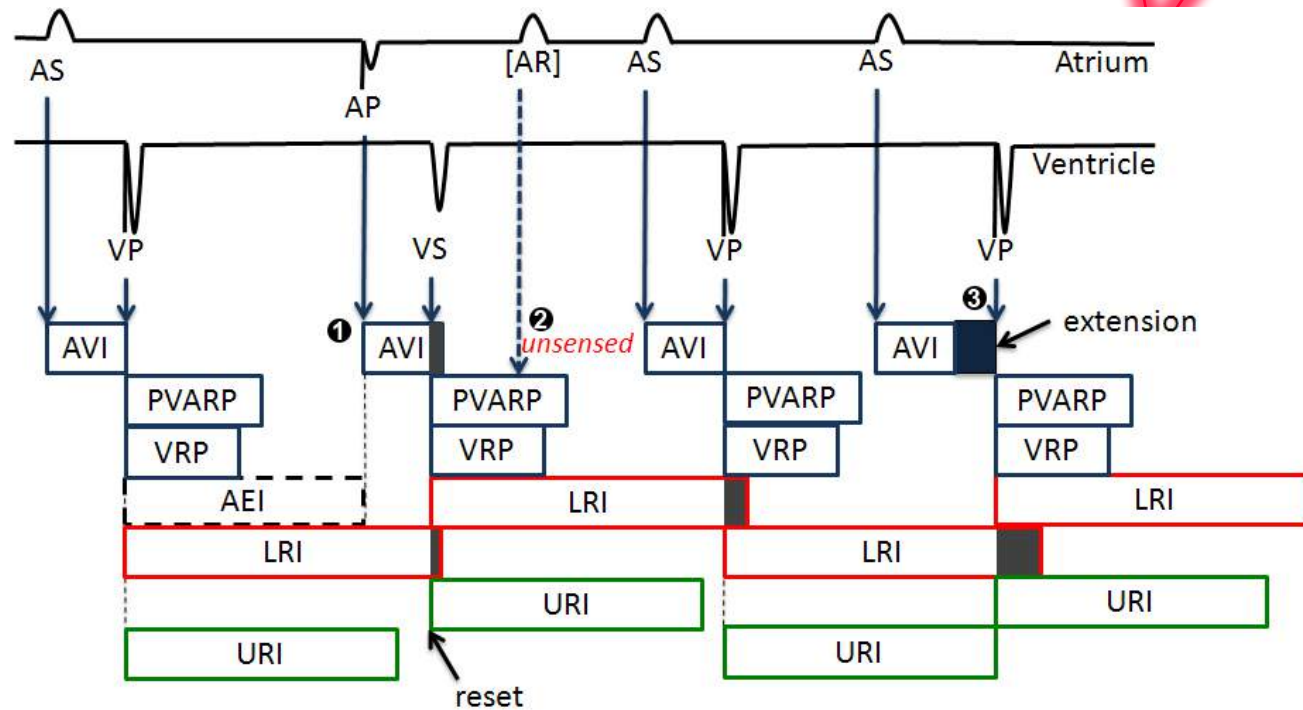 AS
AP
[AR]
AS
AS
Atrium
Ventricle
VP
VS
VP
VP
❶
❷
unsensed
❸
extension
AVI
AVI
AVI
AVI
PVARP
PVARP
PVARP
PVARP
VRP
VRP
VRP
VRP
AEI
LRI
LRI
LRI
LRI
URI
URI
URI
URI
reset